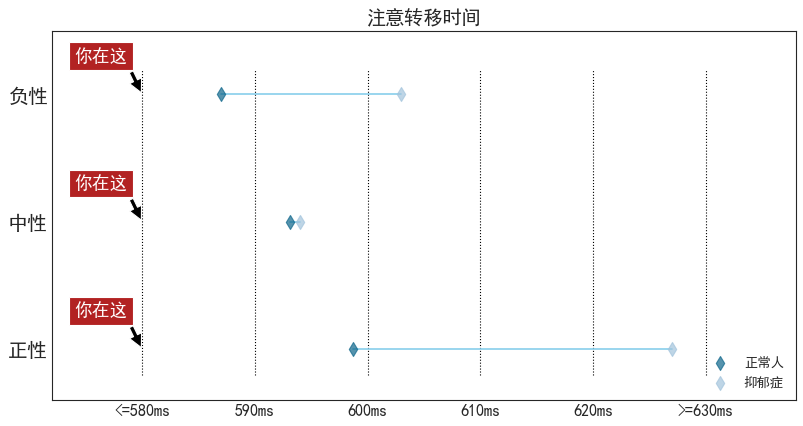 注意转移时间
你在这
负性
你在这
中性
你在这
正性
正常人
抑郁症
<=580ms 590ms 600ms 610ms 620ms >=630ms